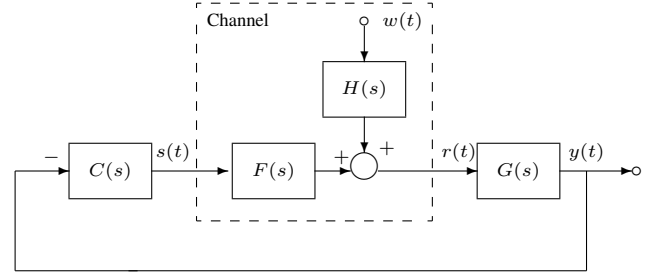 Channel
w(t)
H(s)
− C(s) s(t) F(s) + + r(t) G(s) y(t)